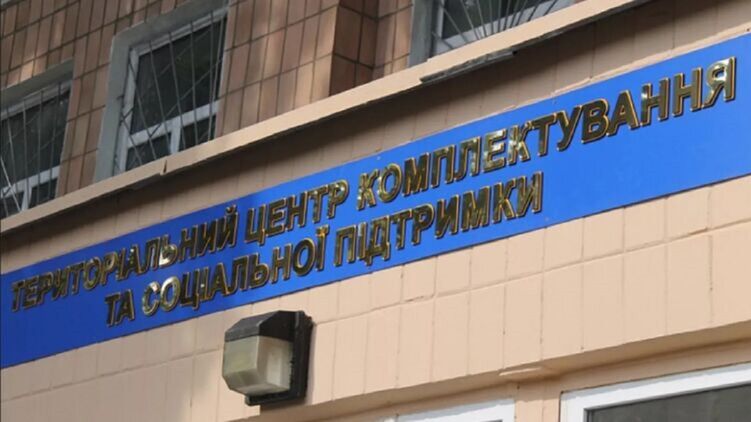 ТЕРИТОРІАЛЬНИЙ ЦЕНТР КОМПЛЕКТУВАННЯ
ТА СОЦІАЛЬНОЇ ПІДТРИМКИ